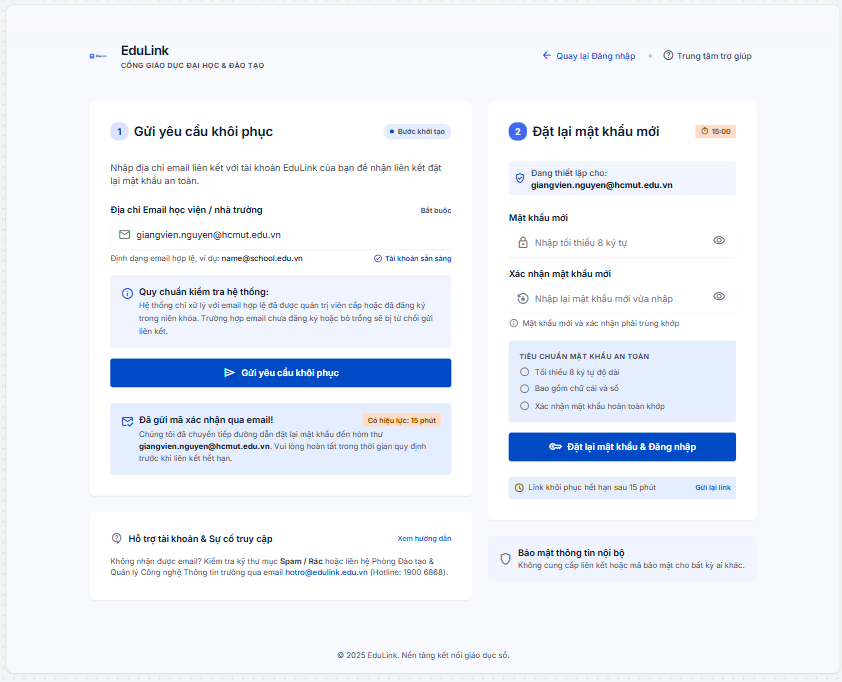 EduLink
CỔNG GIÁO DỤC ĐẠI HỌC & ĐÀO TẠO
Quay lại Đăng nhập
Trung tâm trợ giúp
1 Gửi yêu cầu khôi phục
Bước khởi tạo
Nhập địa chỉ email liên kết với tài khoản EduLink của bạn để nhận liên kết đặt
lại mật khẩu an toàn.
Địa chỉ Email học viện / nhà trường
Bắt buộc
giangvien.nguyen@hcmut.edu.vn
Định dạng email hợp lệ, ví dụ: name@school.edu.vn
Tài khoản sẵn sàng
Quy chuẩn kiểm tra hệ thống:
Hệ thống chỉ xử lý với email hợp lệ đã được quản trị viên cấp hoặc đã đăng ký
trong niên khóa. Trường hợp email chưa đăng ký hoặc bỏ trống sẽ bị từ chối gửi
liên kết.
Gửi yêu cầu khôi phục
Đã gửi mã xác nhận qua email!
Có hiệu lực: 15 phút
Chúng tôi đã chuyển tiếp đường dẫn đặt lại mật khẩu đến hòm thư
giangvien.nguyen@hcmut.edu.vn. Vui lòng hoàn tất trong thời gian quy định
trước khi liên kết hết hạn.
Hỗ trợ tài khoản & Sự cố truy cập
Xem hướng dẫn
Không nhận được email? Kiểm tra kỹ thư mục Spam / Rác hoặc liên hệ Phòng Đào tạo &
Quản lý Công nghệ Thông tin trường qua email hotro@edulink.edu.vn (Hotline: 1900 6868).
2 Đặt lại mật khẩu mới
15:00
Đang thiết lập cho:
giangvien.nguyen@hcmut.edu.vn
Mật khẩu mới
Nhập tối thiểu 8 ký tự
Xác nhận mật khẩu mới
Nhập lại mật khẩu mới vừa nhập
Mật khẩu mới và xác nhận phải trùng khớp
TIÊU CHUẨN MẬT KHẨU AN TOÀN
Tối thiểu 8 ký tự độ dài
Bao gồm chữ cái và số
Xác nhận mật khẩu hoàn toàn khớp
Đặt lại mật khẩu & Đăng nhập
Link khôi phục hết hạn sau 15 phút
Gửi lại link
Bảo mật thông tin nội bộ
Không cung cấp liên kết hoặc mã bảo mật cho bất kỳ ai khác.
© 2025 EduLink. Nền tảng kết nối giáo dục số.